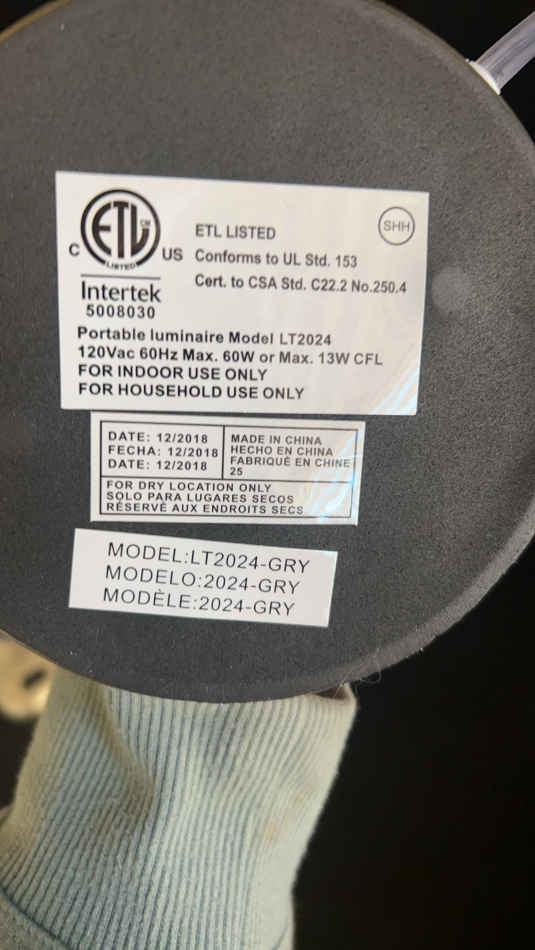 ETL CM
LISTED
C
US
Intertek
5008030
ETL LISTED
Conforms to UL Std. 153
Cert. to CSA Std. C22.2 No.250.4
SHH
Portable luminaire Model LT2024
120Vac 60Hz Max. 60W or Max. 13W CFL
FOR INDOOR USE ONLY
FOR HOUSEHOLD USE ONLY
DATE: 12/2018
FECHA: 12/2018
DATE: 12/2018
MADE IN CHINA
HECHO EN CHINA
FABRIQUÉ EN CHINE
25
FOR DRY LOCATION ONLY
SOLO PARA LUGARES SECOS
RÉSERVÉ AUX ENDROITS SECS
MODEL:LT2024-GRY
MODELO:2024-GRY
MODÈLE:2024-GRY